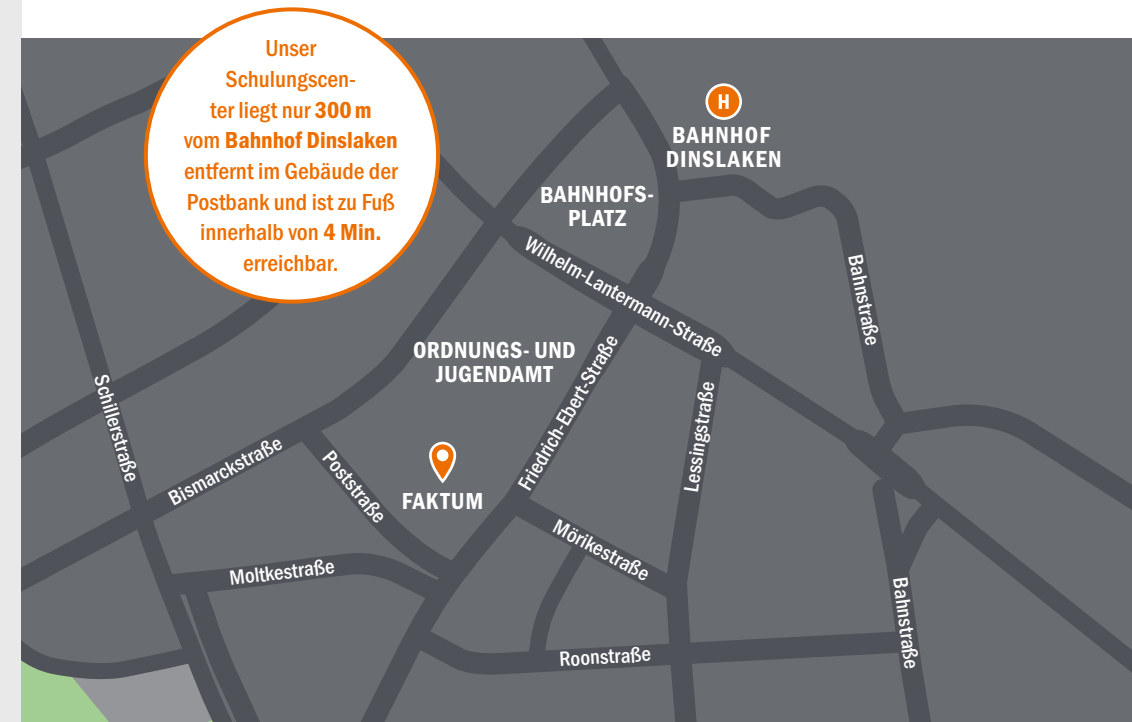 Unser
Schulungscen-
ter liegt nur 300 m
vom Bahnhof Dinslaken
entfernt im Gebäude der
Postbank und ist zu Fuß
innerhalb von 4 Min.
erreichbar.
H
BAHNHOF
DINSLAKEN
BAHNHOFS-
PLATZ
Wilhelm-Lantermann-Straße
Bahnstraße
ORDNUNGS- UND
JUGENDAMT
Friedrich-Ebert-Straße
Lessingstraße
Schillerstraße
Bismarckstraße
Poststraße
FAKTUM
Mörikestraße
Moltkestraße
Bahnstraße
Roonstraße